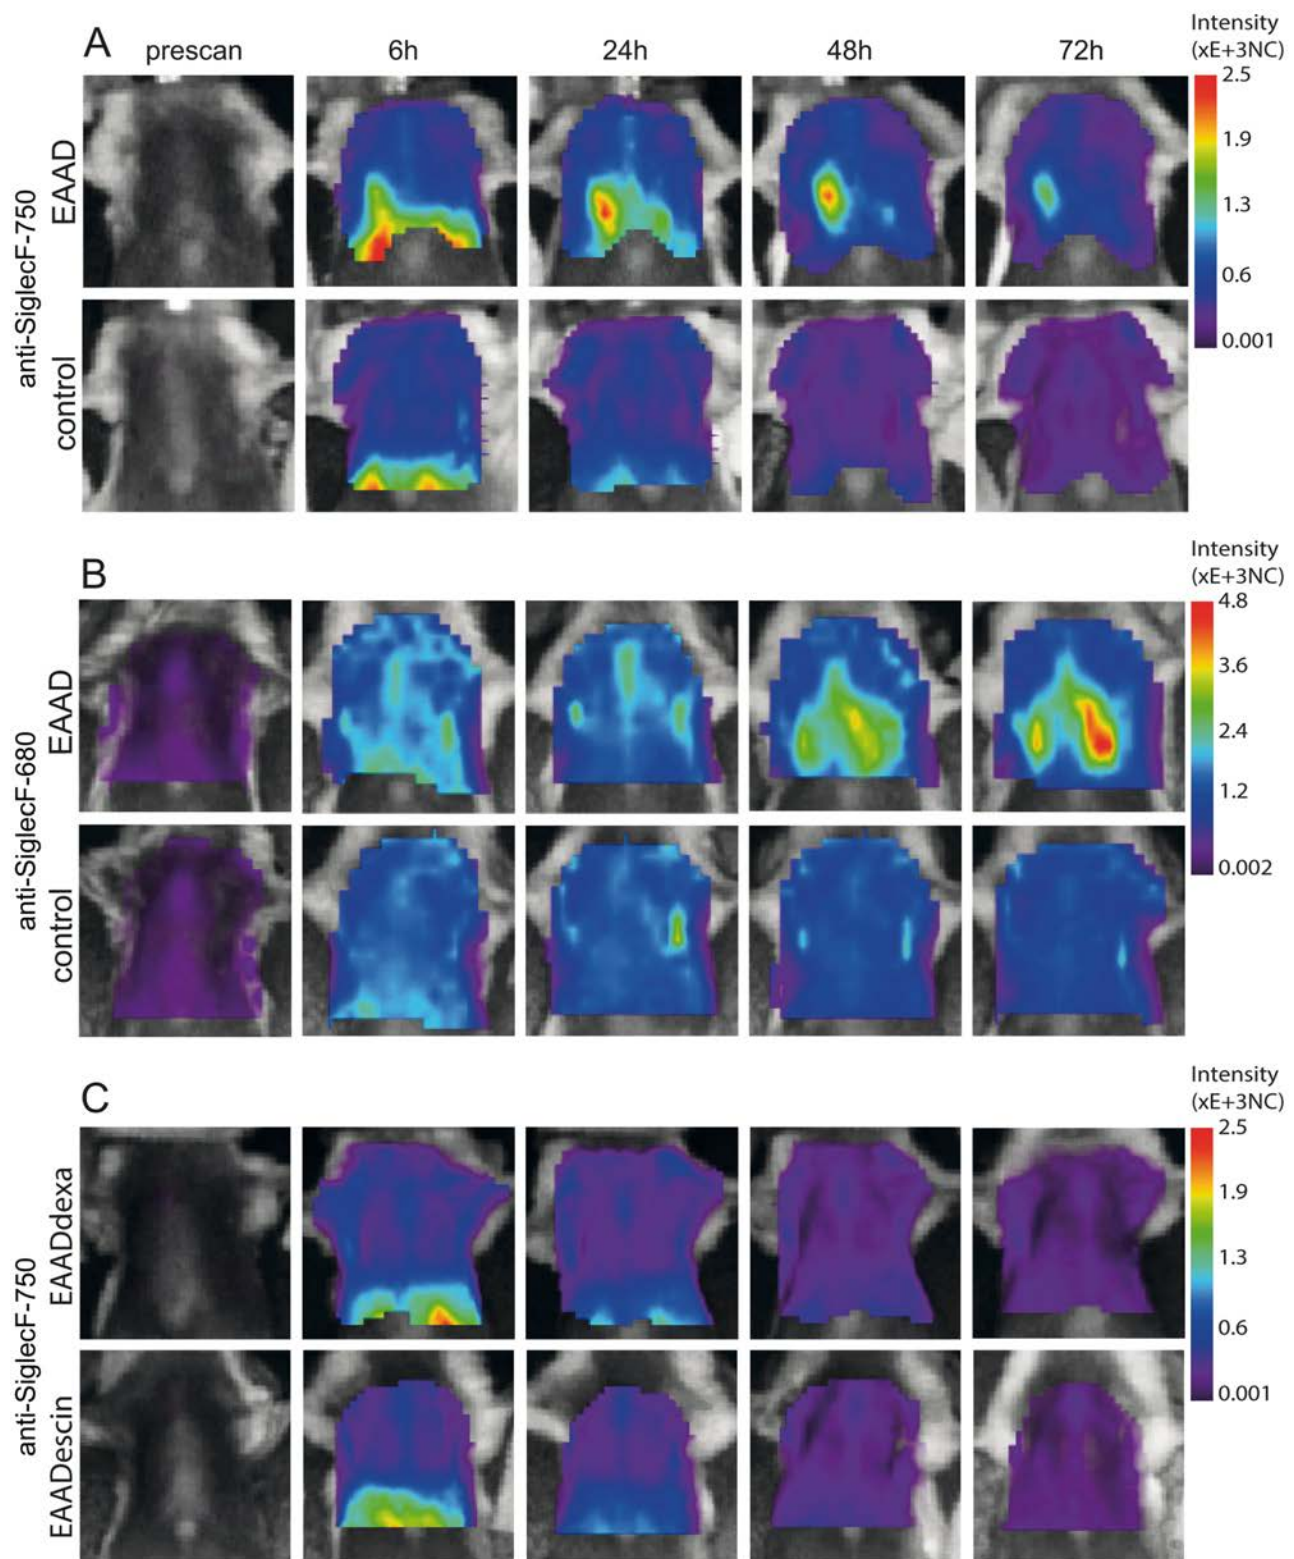 A
prescan 6h 24h 48h 72h
Intensity
(xE+3NC)
anti-SiglecF-750
EAAD
control
2.5
1.9
1.3
0.6
0.001
B
Intensity
(xE+3NC)
anti-SiglecF-680
EAAD
control
4.8
3.6
2.4
1.2
0.002
C
Intensity
(xE+3NC)
anti-SiglecF-750
EAADdexa
EAADescin
2.5
1.9
1.3
0.6
0.001